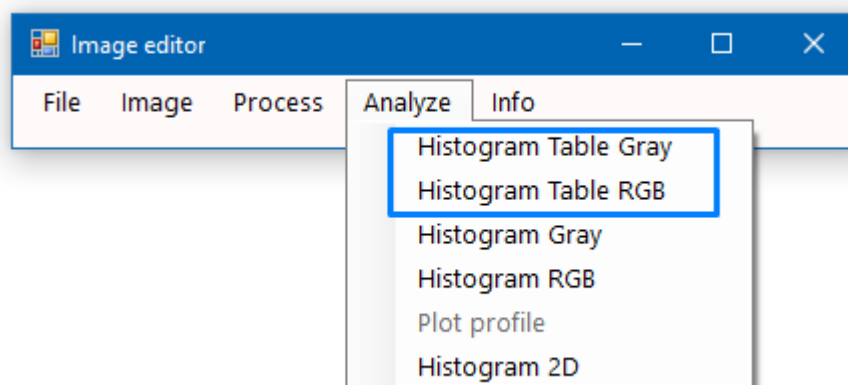 Image editor
File Image Process Analyze Info
Histogram Table Gray
Histogram Table RGB
Histogram Gray
Histogram RGB
Plot profile
Histogram 2D